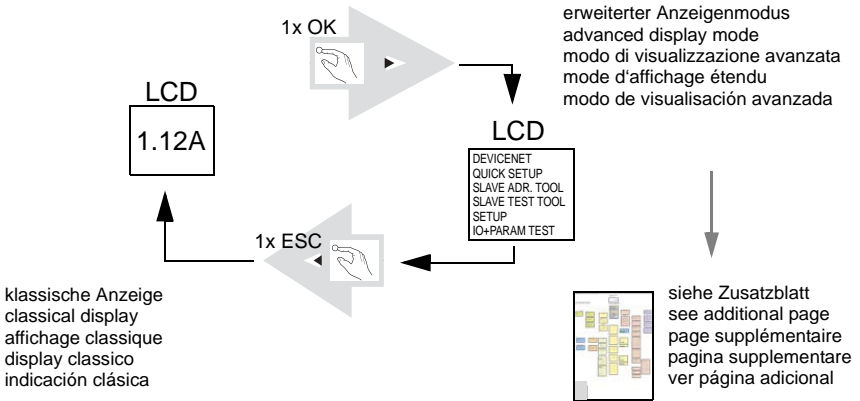 erweiterter Anzeigenmodus
advanced display mode
modo di visualizzazione avanzata
mode d'affichage étendu
modo de visualisación avanzada
1x OK
LCD
1.12A
LCD
DEVICENET
QUICK SETUP
SLAVE ADR. TOOL
SLAVE TEST TOOL
SETUP
IO+PARAM TEST
1x ESC
klassische Anzeige
classical display
affichage classique
display classico
indicación clásica
siehe Zusatzblatt
see additional page
page supplémentaire
pagina supplementare
ver página adicional